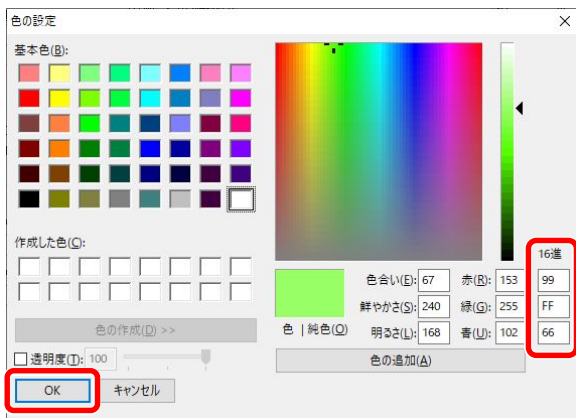 色の設定
基本色(B):
作成した色(C):
色の作成(D) >>
透明度(T): 100
OK キャンセル
16進
色合い(E): 67 赤(R): 153 99
鮮やかさ(S): 240 緑(G): 255 FF
色 | 純色(O) 明るさ(L): 168 青(U): 102 66
色の追加(A)